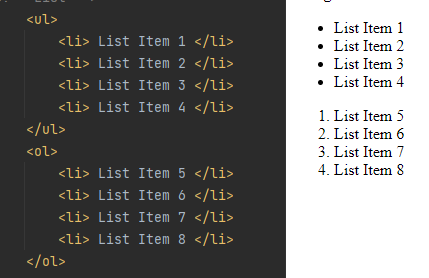 <ul>
<li> List Item 1 </li>
<li> List Item 2 </li>
<li> List Item 3 </li>
<li> List Item 4 </li>
</ul>
<ol>
<li> List Item 5 </li>
<li> List Item 6 </li>
<li> List Item 7 </li>
<li> List Item 8 </li>
</ol>
• List Item 1
• List Item 2
• List Item 3
• List Item 4
1. List Item 5
2. List Item 6
3. List Item 7
4. List Item 8